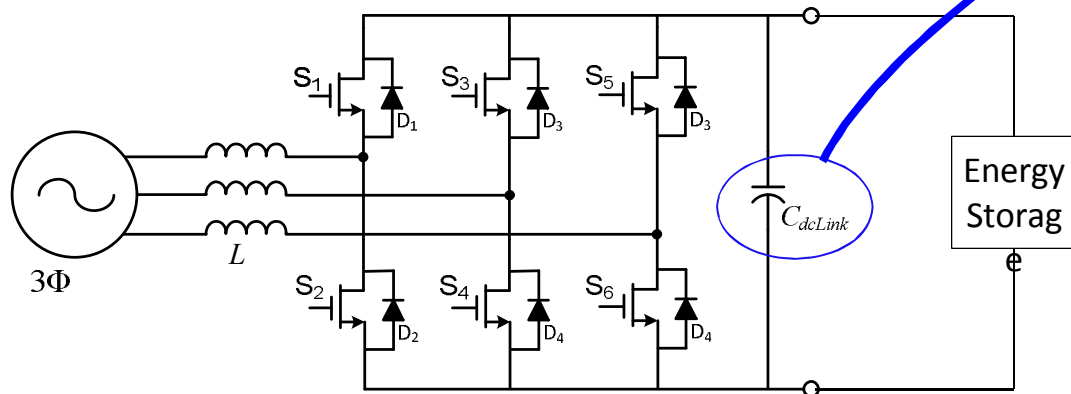 S1
D1
S3
D3
S5
D3
Energy
Storag
e
CdcLink
L
3Φ
S2
D2
S4
D4
S6
D4